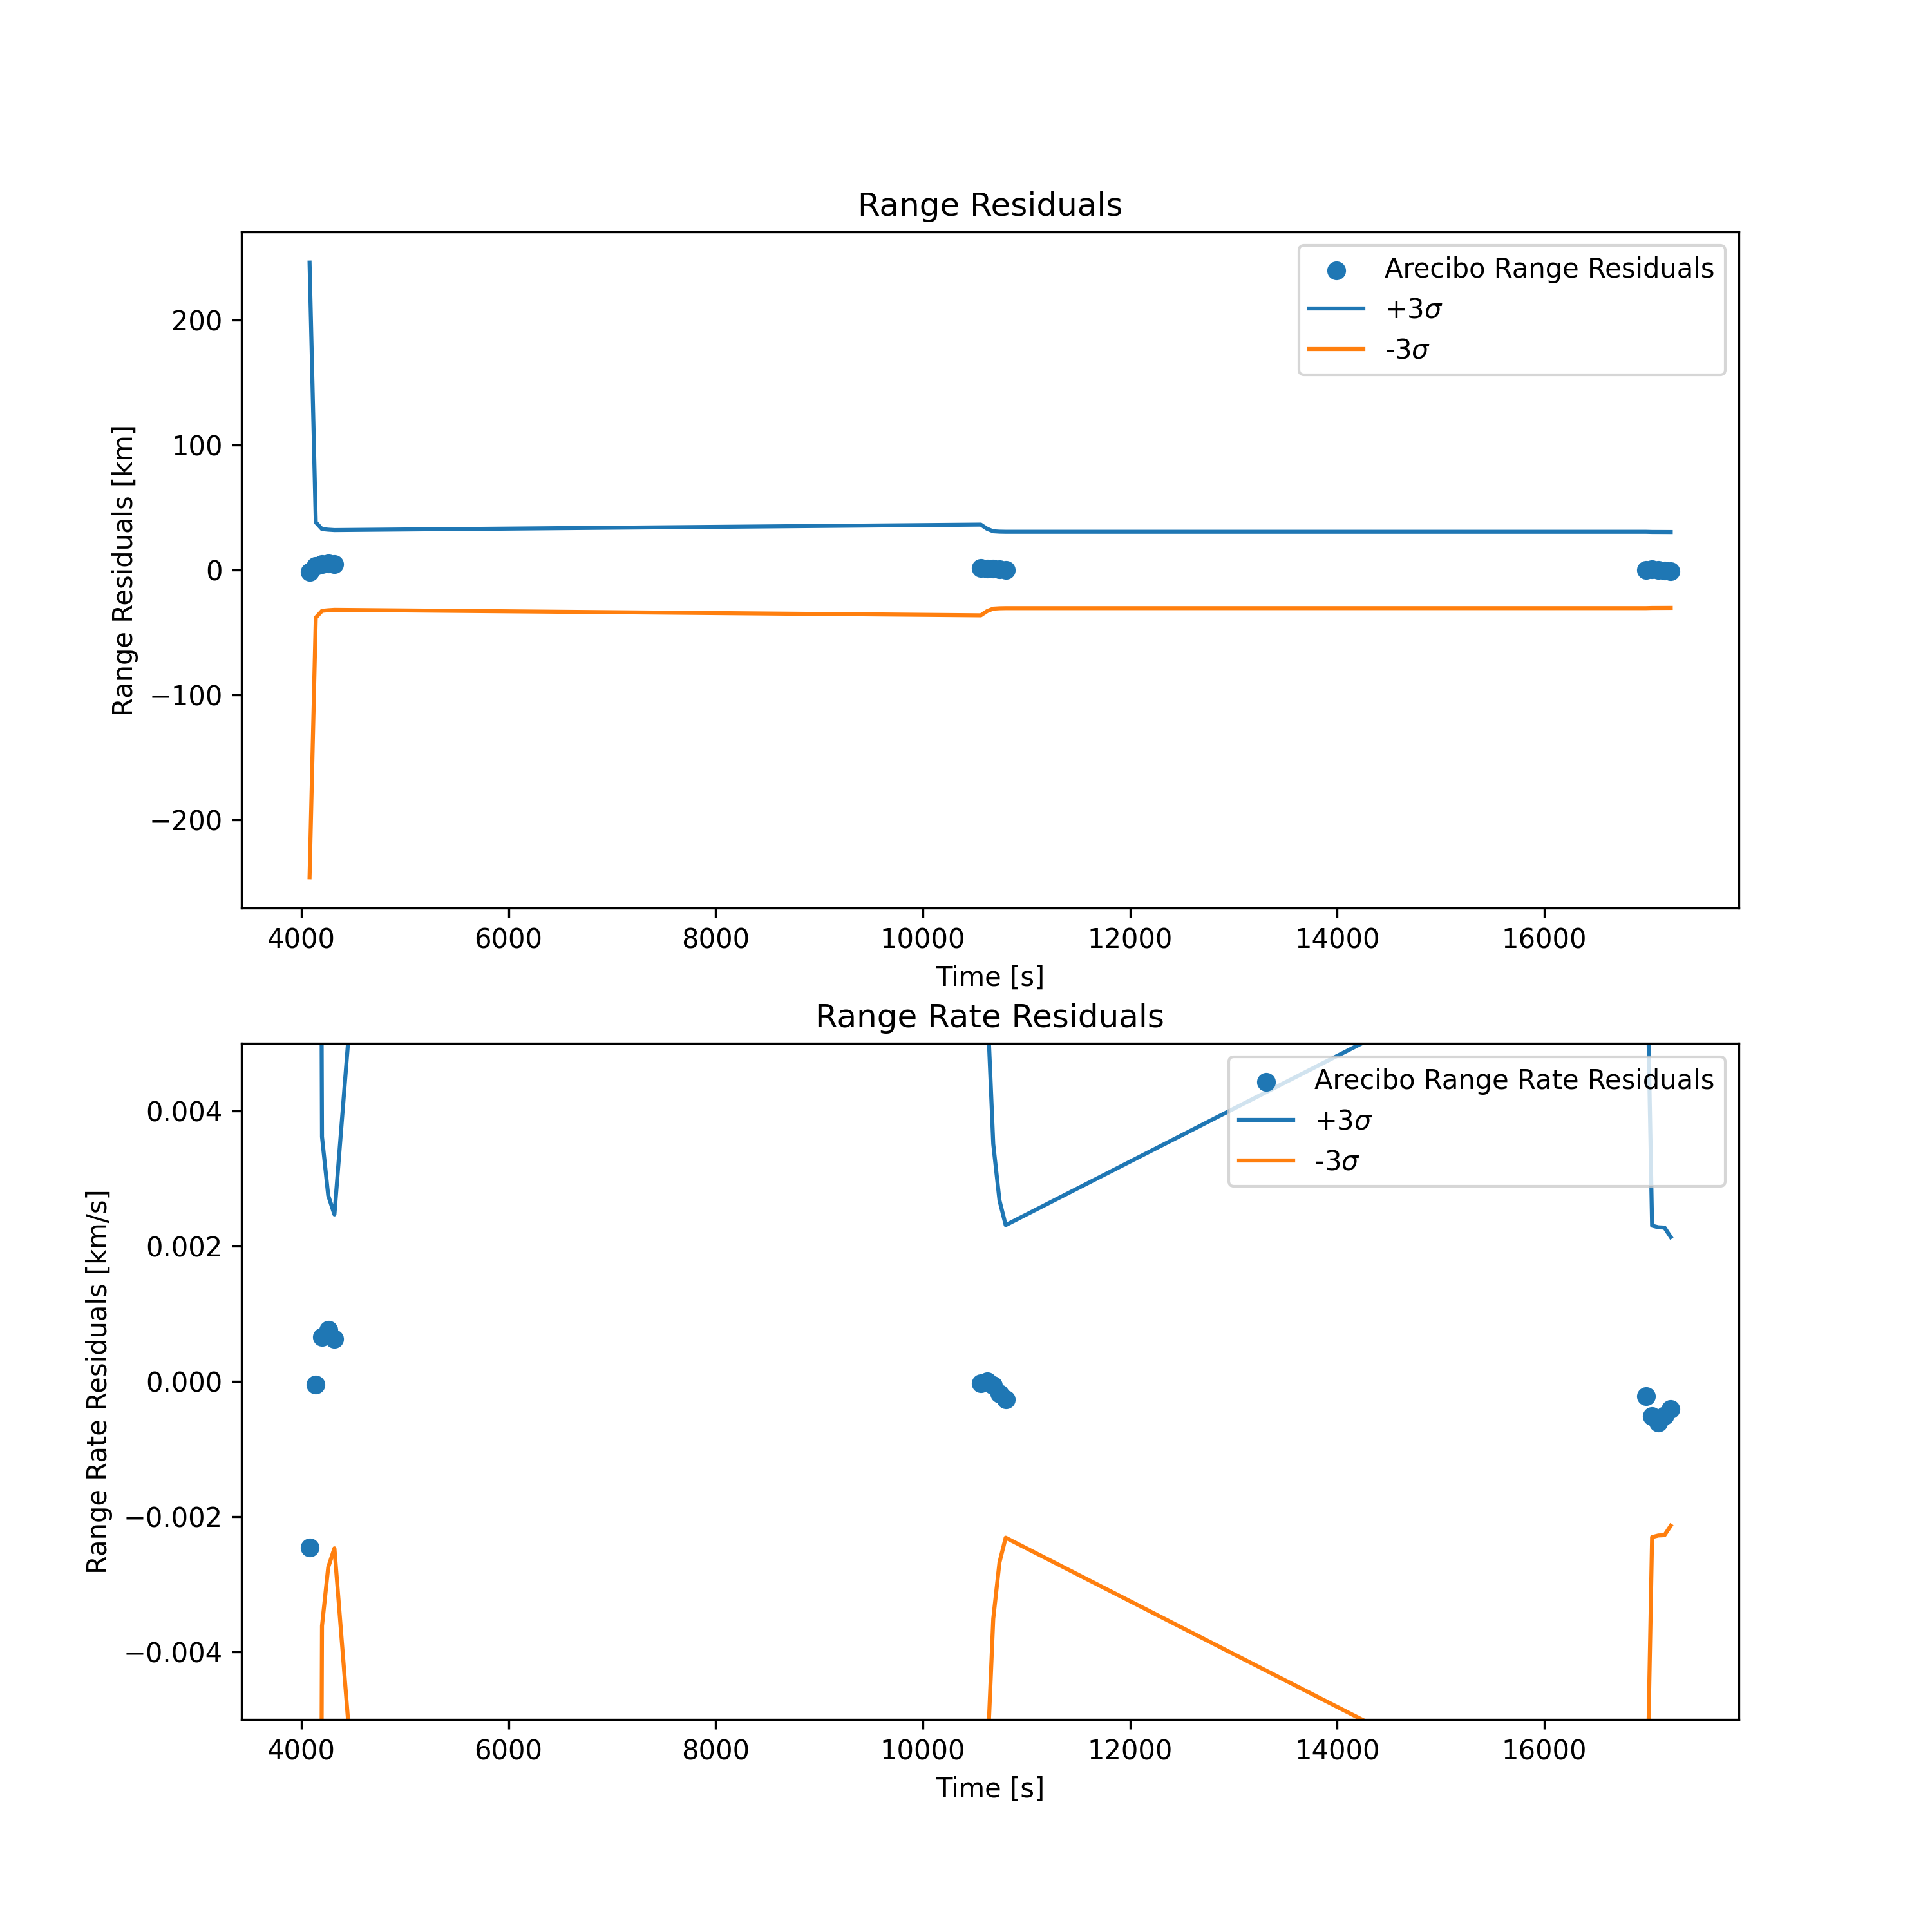 Range Residuals
Arecibo Range Residuals
+3σ
-3σ
Range Residuals [km]
200
100
0
−100
−200
4000 6000 8000 10000 12000 14000 16000
Time [s]
Range Rate Residuals
Arecibo Range Rate Residuals
+3σ
-3σ
Range Rate Residuals [km/s]
0.004
0.002
0.000
−0.002
−0.004
4000 6000 8000 10000 12000 14000 16000
Time [s]